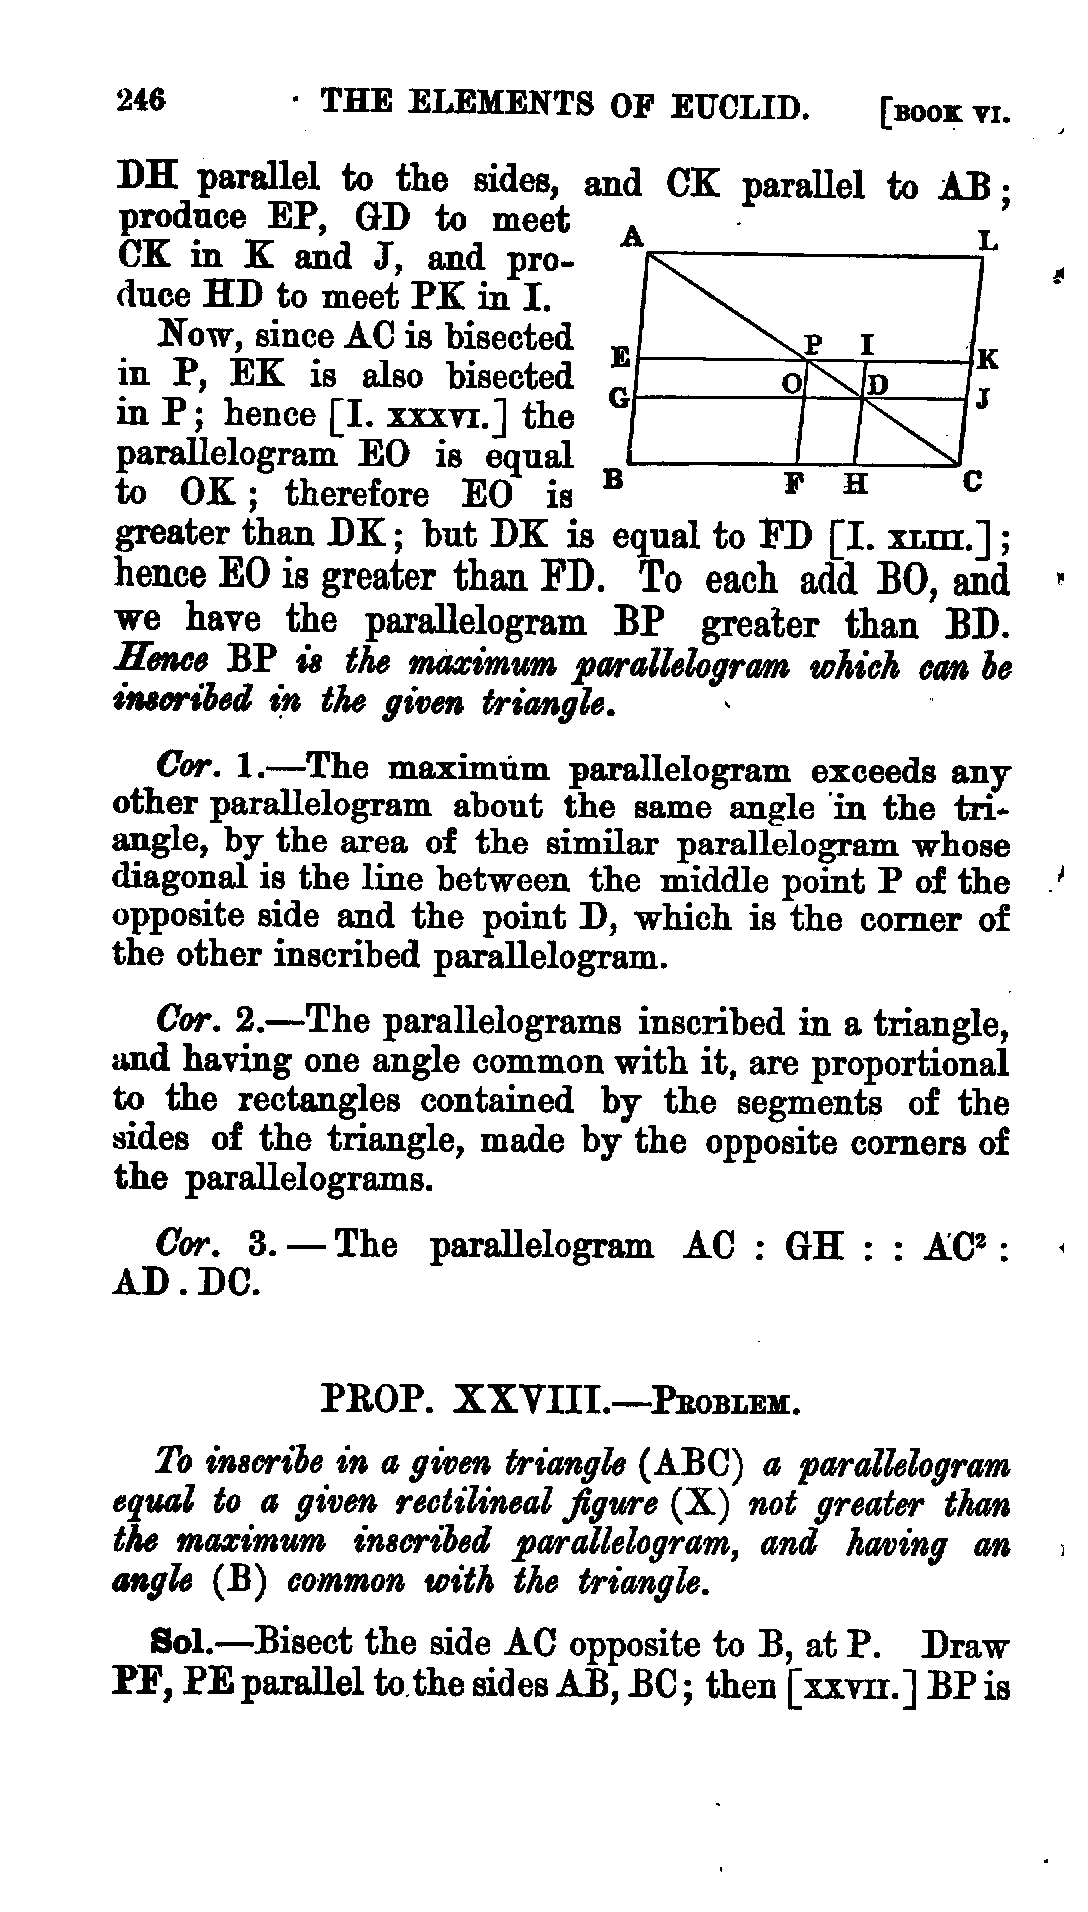 246 THE ELEMENTS OF EUCLID. [BOOK VI.
DH parallel to the sides, and CK parallel to AB;
produce EP, GD to meet
CK in K and J, and pro-
duce HD to meet PK in I.
Now, since AC is bisected
in P, EK is also bisected
in P; hence [I. XXXVI.] the
parallelogram EO is equal
to OK; therefore EO is
A L
E P I K
G O D J
B F H C
greater than DK; but DK is equal to FD [I. XLIII.];
hence EO is greater than FD. To each add BO, and
we have the parallelogram BP greater than BD.
Hence BP is the maximum parallelogram which can be
inscribed in the given triangle.
Cor. 1.—The maximum parallelogram exceeds any
other parallelogram about the same angle in the tri-
angle, by the area of the similar parallelogram whose
diagonal is the line between the middle point P of the
opposite side and the point D, which is the corner of
the other inscribed parallelogram.
Cor. 2.—The parallelograms inscribed in a triangle,
and having one angle common with it, are proportional
to the rectangles contained by the segments of the
sides of the triangle, made by the opposite corners of
the parallelograms.
Cor. 3.—The parallelogram AC : GH : : AC² :
AD . DC.
PROP. XXVIII.—PROBLEM.
To inscribe in a given triangle (ABC) a parallelogram
equal to a given rectilineal figure (X) not greater than
the maximum inscribed parallelogram, and having an
angle (B) common with the triangle.
Sol.—Bisect the side AC opposite to B, at P. Draw
PF, PE parallel to the sides AB, BC; then [XXVII.] BP is